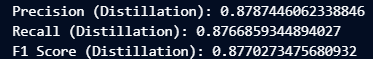 Precision (Distillation): 0.8787446062338846
Recall (Distillation): 0.8766859344894027
F1 Score (Distillation): 0.8770273475680932